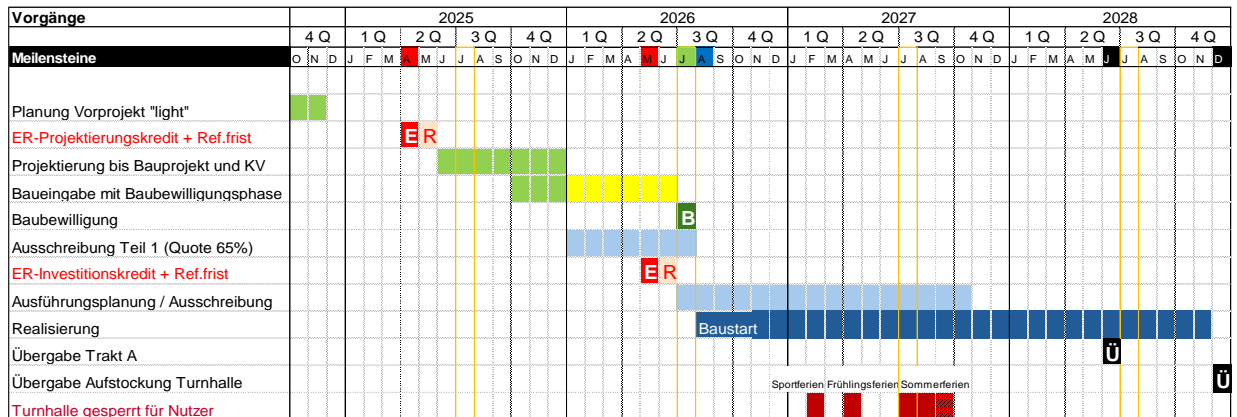 Vorgänge 2025 2026 2027 2028
4 Q 1 Q 2 Q 3 Q 4 Q 1 Q 2 Q 3 Q 4 Q 1 Q 2 Q 3 Q 4 Q 1 Q 2 Q 3 Q 4 Q
Meilensteine O N D J F M A M J J A S O N D J F M A M J J A S O N D J F M A M J J A S O N D J F M A M J J A S O N D
Planung Vorprojekt "light"
ER-Projektierungskredit + Ref.frist E R
Projektierung bis Bauprojekt und KV
Baueingabe mit Baubewilligungsphase
Baubewilligung B
Ausschreibung Teil 1 (Quote 65%)
ER-Investitionskredit + Ref.frist E R
Ausführungsplanung / Ausschreibung
Realisierung Baustart
Übergabe Trakt A Ü
Übergabe Aufstockung Turnhalle Sportferien Frühlingsferien Sommerferien Ü
Turnhalle gesperrt für Nutzer